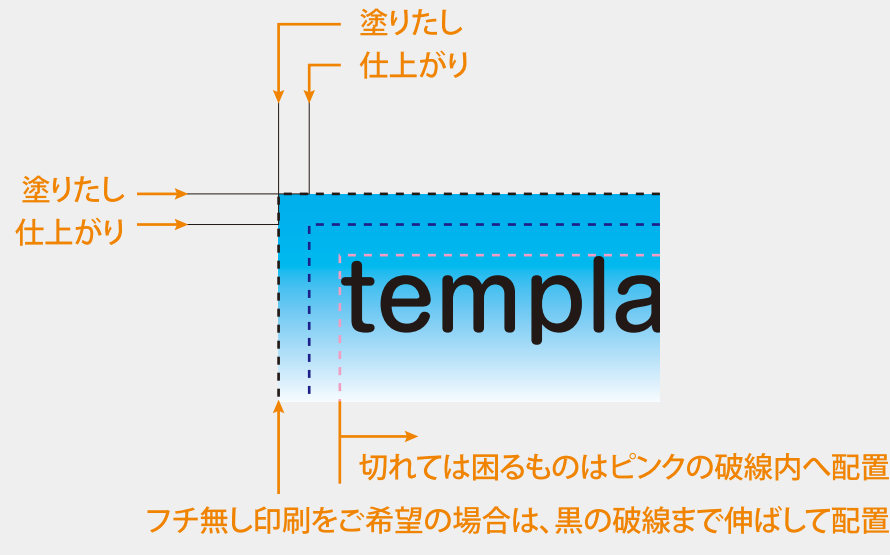 塗りたし
仕上がり
塗りたし
仕上がり
templa
切れては困るものはピンクの破線内へ配置
フチ無し印刷をご希望の場合は、黒の破線まで伸ばして配置